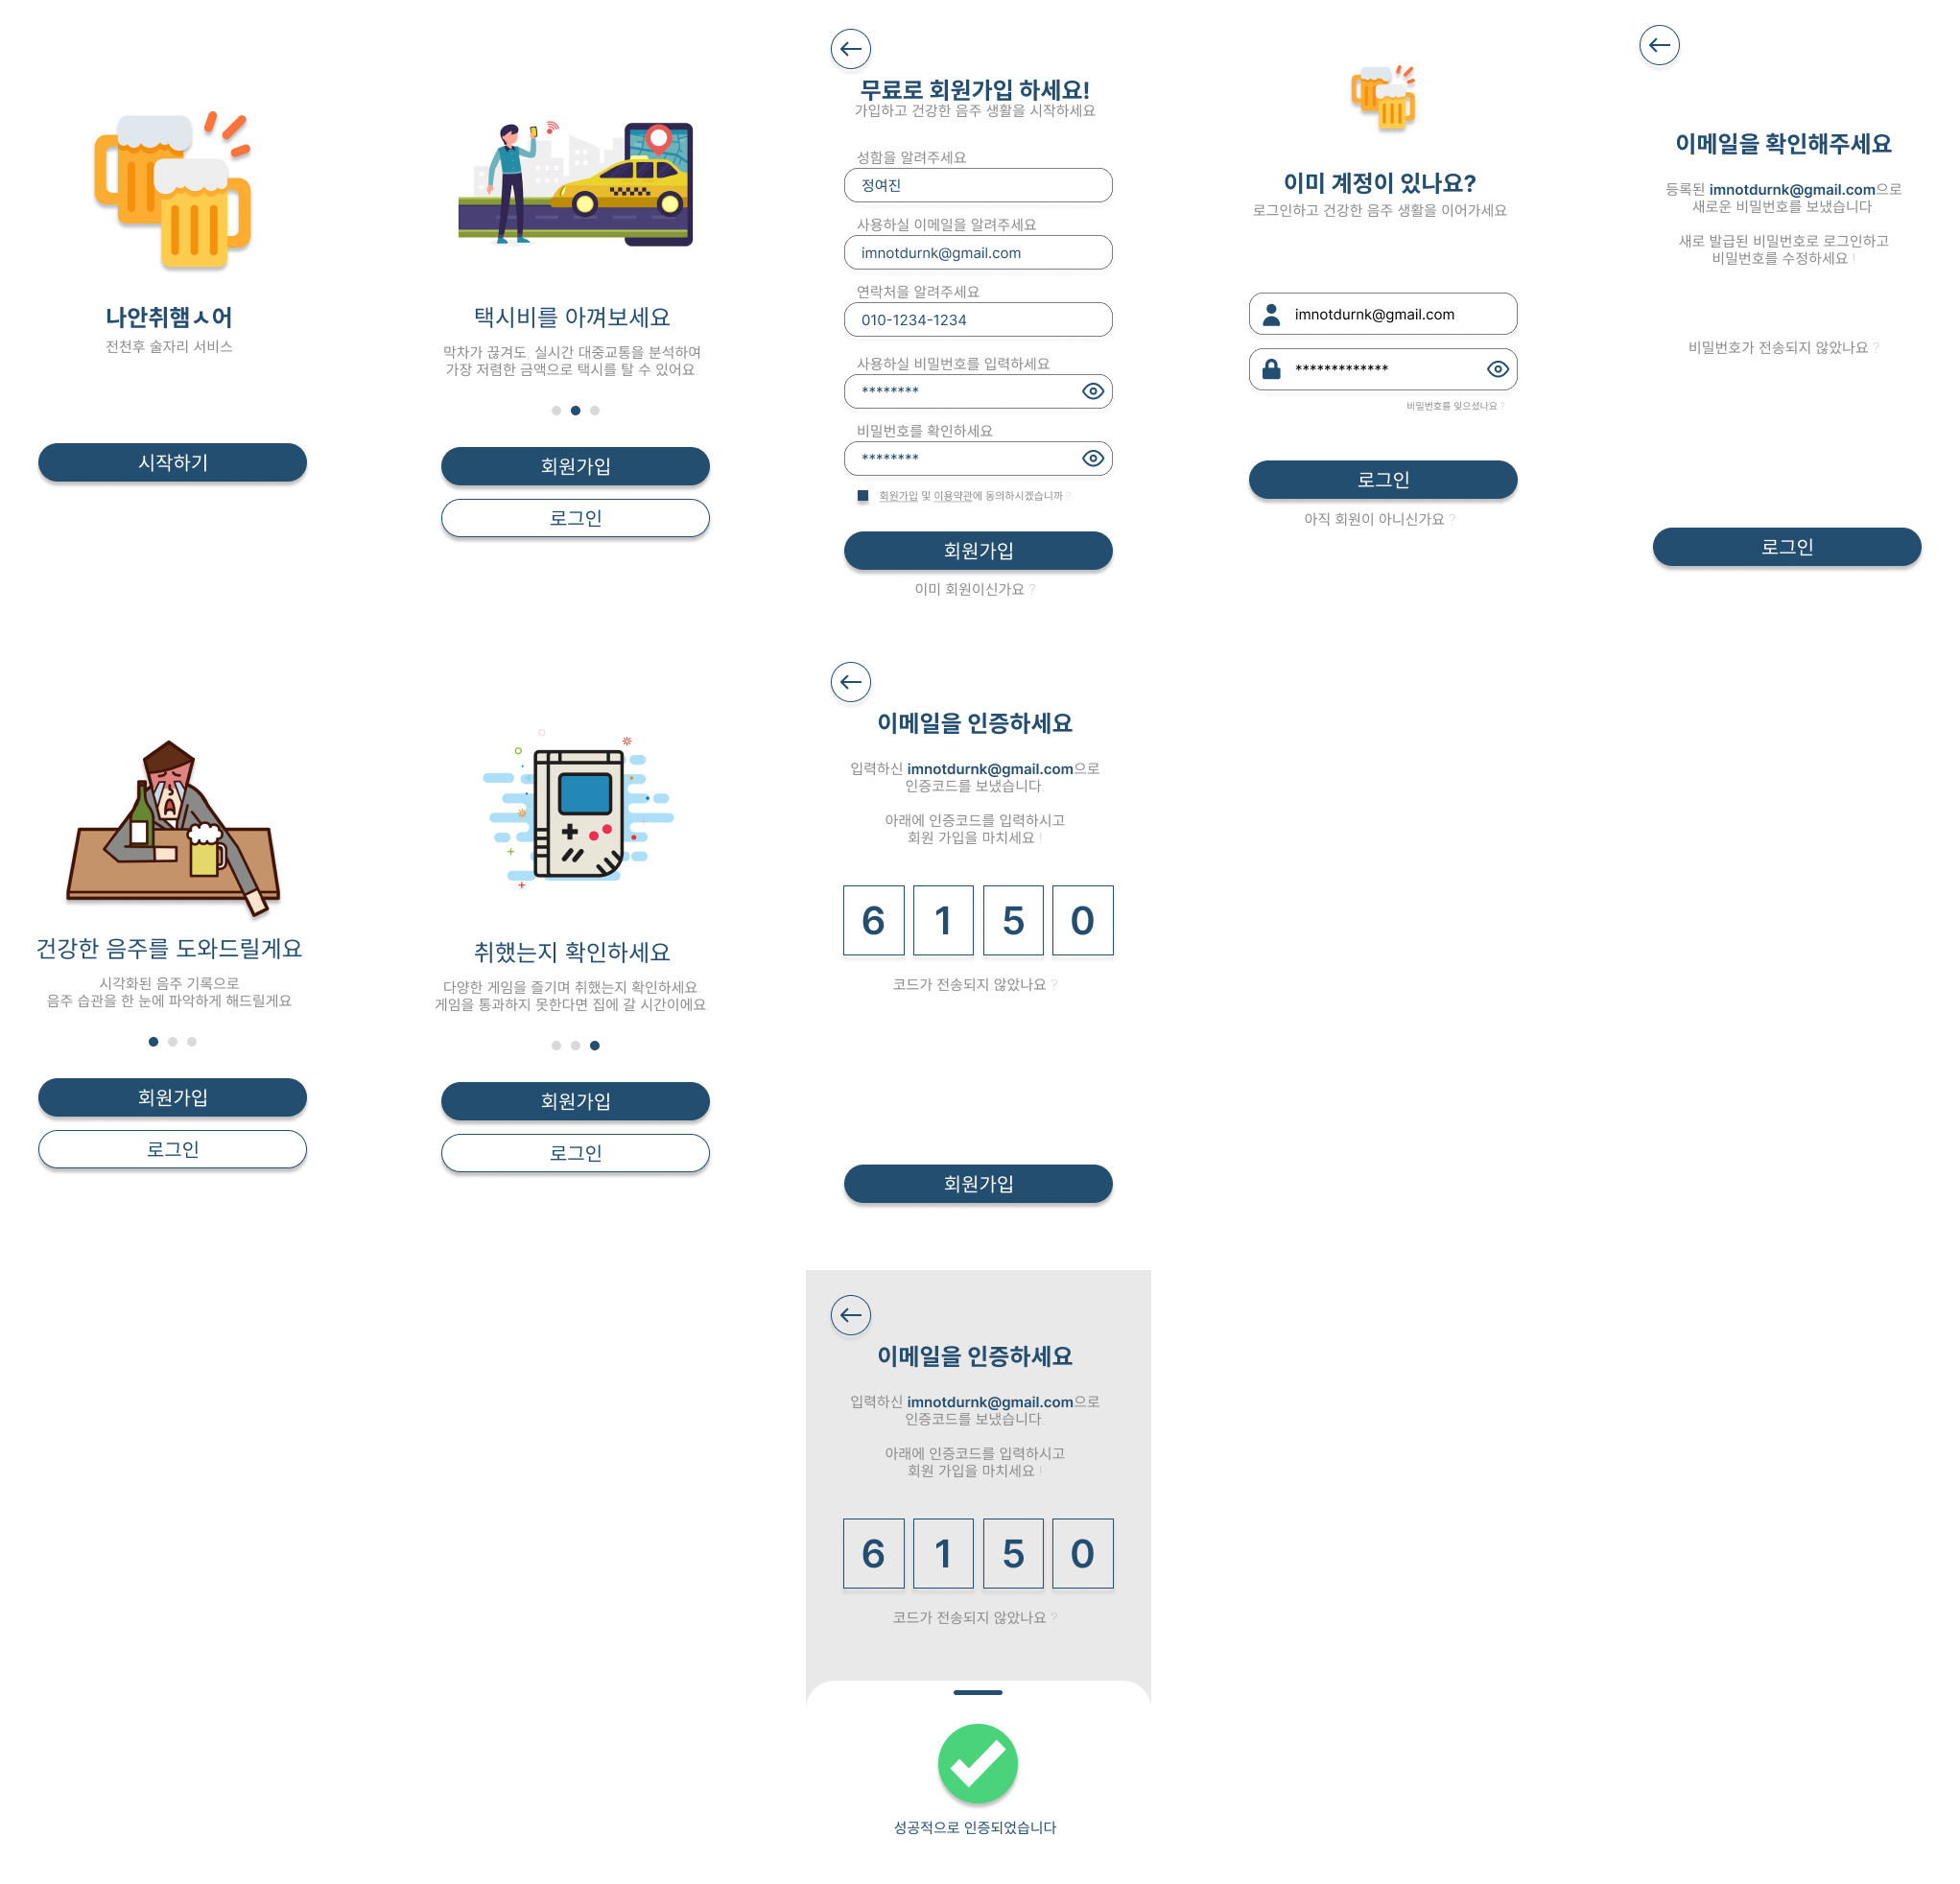 나안취햄ㅅ어
전천후 술자리 서비스
시작하기
택시비를 아껴보세요
막차가 끊겨도, 실시간 대중교통을 분석하여
가장 저렴한 금액으로 택시를 탈 수 있어요.
회원가입
로그인
무료로 회원가입 하세요!
가입하고 건강한 음주 생활을 시작하세요
성함을 알려주세요
정여진
사용하실 이메일을 알려주세요
imnotdurnk@gmail.com
연락처을 알려주세요
010-1234-1234
사용하실 비밀번호를 입력하세요
********
비밀번호를 확인하세요
********
회원가입 및 이용약관에 동의하시겠습니까 ?
회원가입
이미 회원이신가요 ?
이미 계정이 있나요?
로그인하고 건강한 음주 생활을 이어가세요
imnotdurnk@gmail.com
*************
비밀번호를 잊으셨나요 ?
로그인
아직 회원이 아니신가요 ?
이메일을 확인해주세요
등록된 imnotdurnk@gmail.com으로
새로운 비밀번호를 보냈습니다.
새로 발급된 비밀번호로 로그인하고
비밀번호를 수정하세요 !
비밀번호가 전송되지 않았나요 ?
로그인
건강한 음주를 도와드릴게요
시각화된 음주 기록으로
음주 습관을 한 눈에 파악하게 해드릴게요
회원가입
로그인
취했는지 확인하세요
다양한 게임을 즐기며 취했는지 확인하세요.
게임을 통과하지 못한다면 집에 갈 시간이에요.
회원가입
로그인
이메일을 인증하세요
입력하신 imnotdurnk@gmail.com으로
인증코드를 보냈습니다.
아래에 인증코드를 입력하시고
회원 가입을 마치세요 !
6 1 5 0
코드가 전송되지 않았나요 ?
회원가입
이메일을 인증하세요
입력하신 imnotdurnk@gmail.com으로
인증코드를 보냈습니다.
아래에 인증코드를 입력하시고
회원 가입을 마치세요 !
6 1 5 0
코드가 전송되지 않았나요 ?
성공적으로 인증되었습니다